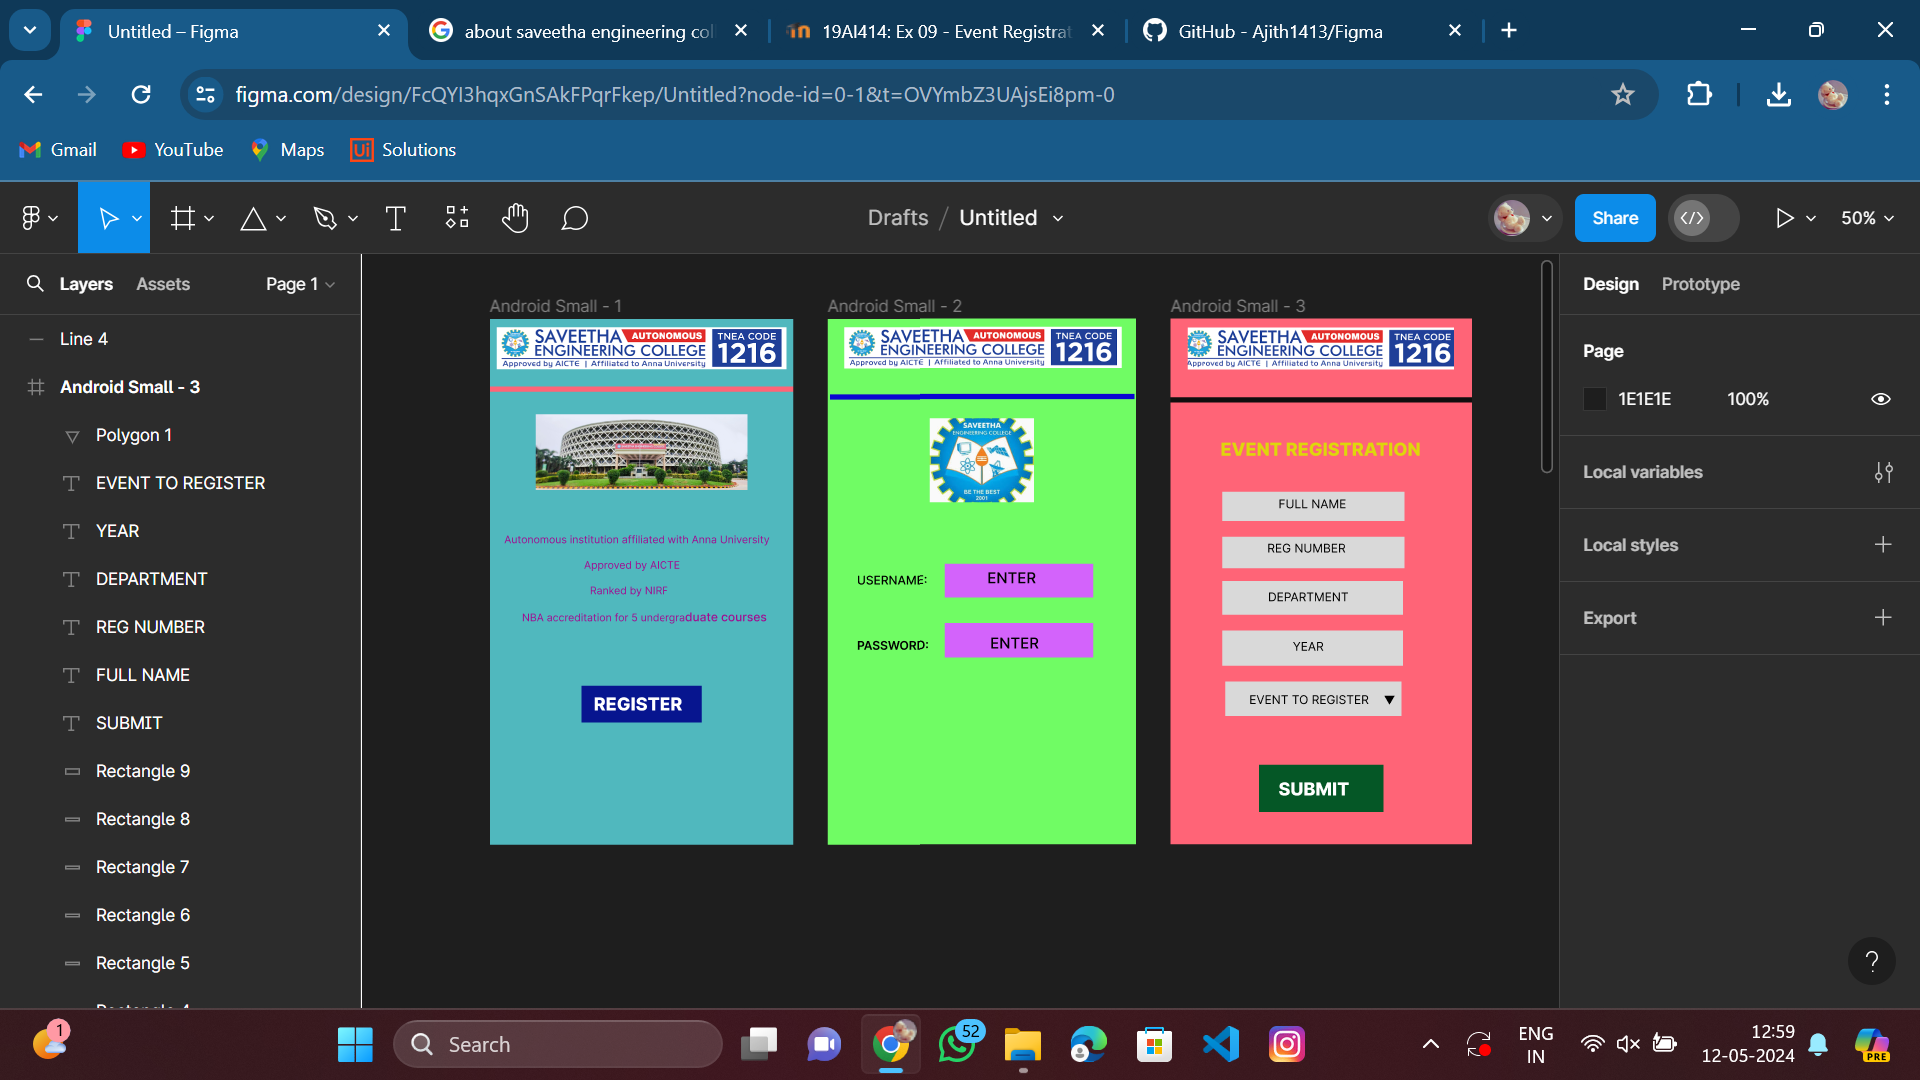 Untitled – Figma
about saveetha engineering col
19AI414: Ex 09 - Event Registrat
GitHub - Ajith1413/Figma
figma.com/design/FcQYI3hqxGnSAkFPqrFkep/Untitled?node-id=0-1&t=OVYmbZ3UAjsEi8pm-0
Gmail
YouTube
Maps
Solutions
Drafts / Untitled
Share
50%
Layers
Assets
Page 1
Line 4
Android Small - 3
Polygon 1
EVENT TO REGISTER
YEAR
DEPARTMENT
REG NUMBER
FULL NAME
SUBMIT
Rectangle 9
Rectangle 8
Rectangle 7
Rectangle 6
Rectangle 5
Android Small - 1
SAVEETHA AUTONOMOUS
ENGINEERING COLLEGE
Approved by AICTE | Affiliated to Anna University
TNEA CODE
1216
Autonomous institution affiliated with Anna University
Approved by AICTE
Ranked by NIRF
NBA accreditation for 5 undergraduate courses
REGISTER
Android Small - 2
SAVEETHA AUTONOMOUS
ENGINEERING COLLEGE
Approved by AICTE | Affiliated to Anna University
TNEA CODE
1216
SAVEETHA
ENGINEERING COLLEGE
BE THE BEST
2001
USERNAME:
ENTER
PASSWORD:
ENTER
Android Small - 3
SAVEETHA AUTONOMOUS
ENGINEERING COLLEGE
Approved by AICTE | Affiliated to Anna University
TNEA CODE
1216
EVENT REGISTRATION
FULL NAME
REG NUMBER
DEPARTMENT
YEAR
EVENT TO REGISTER
SUBMIT
Design
Prototype
Page
1E1E1E
100%
Local variables
Local styles
Export
?
1
Search
52
ENG
IN
12:59
12-05-2024
PRE